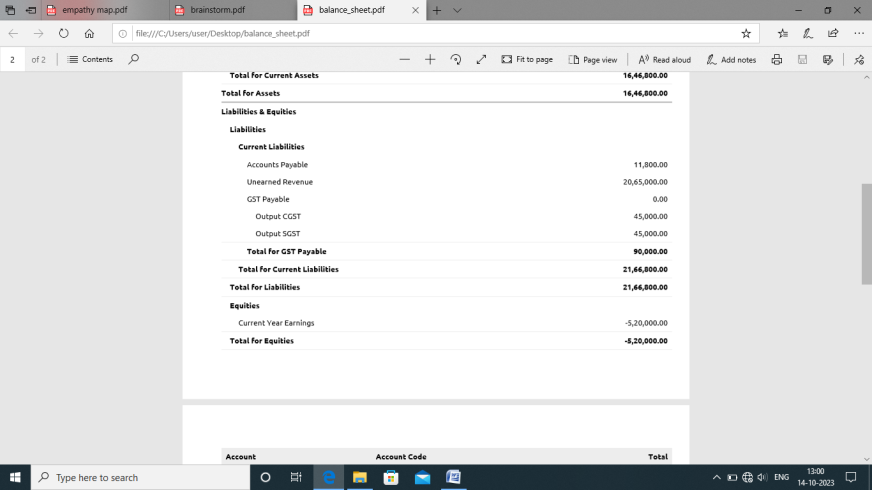 empathy map.pdf brainstorm.pdf balance_sheet.pdf
file:///C:/Users/user/Desktop/balance_sheet.pdf
2 of 2 Contents Fit to page Page view Read aloud Add notes
Total for Current Assets 16,46,800.00
Total for Assets 16,46,800.00
Liabilities & Equities
Liabilities
Current Liabilities
Accounts Payable 11,800.00
Unearned Revenue 20,65,000.00
GST Payable 0.00
Output CGST 45,000.00
Output SGST 45,000.00
Total for GST Payable 90,000.00
Total for Current Liabilities 21,66,800.00
Total for Liabilities 21,66,800.00
Equities
Current Year Earnings -5,20,000.00
Total for Equities -5,20,000.00
Account Account Code Total
Type here to search ENG 13:00
14-10-2023